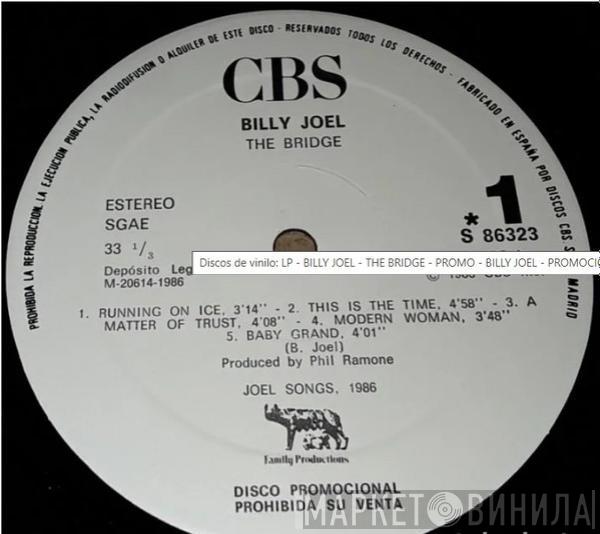 PROHIBIDA LA REPRODUCCION, LA EJECUCION PUBLICA, LA RADIODIFUSION O ALQUILER DE ESTE DISCO - RESERVADOS TODOS LOS DERECHOS - FABRICADO EN ESPAÑA POR DISCOS CBS. MADRID
CBS
BILLY JOEL
THE BRIDGE
ESTEREO
SGAE
33 1/3
1
* S 86323
Discos de vinilo: LP - BILLY JOEL - THE BRIDGE - PROMO - BILLY JOEL - PROMOCI
Depósito Leg
M-20614-1986
1. RUNNING ON ICE, 3'14'' - 2. THIS IS THE TIME, 4'58'' - 3. A
MATTER OF TRUST, 4'08'' - 4. MODERN WOMAN, 3'48''
5. BABY GRAND, 4'01''
(B. Joel)
Produced by Phil Ramone
JOEL SONGS, 1986
Family Productions
DISCO PROMOCIONAL
PROHIBIDA SU VENTA
МАРКЕТОВИНИЛА